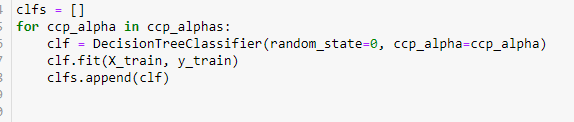 clfs = []
for ccp_alpha in ccp_alphas:
    clf = DecisionTreeClassifier(random_state=0, ccp_alpha=ccp_alpha)
    clf.fit(X_train, y_train)
    clfs.append(clf)